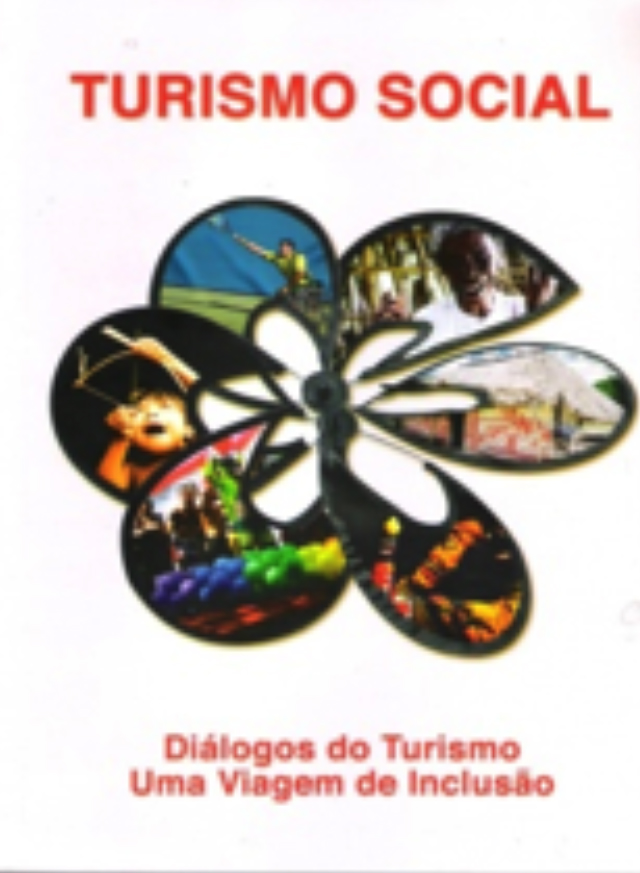 TURISMO SOCIAL
Diálogos do Turismo
Uma Viagem de Inclusão